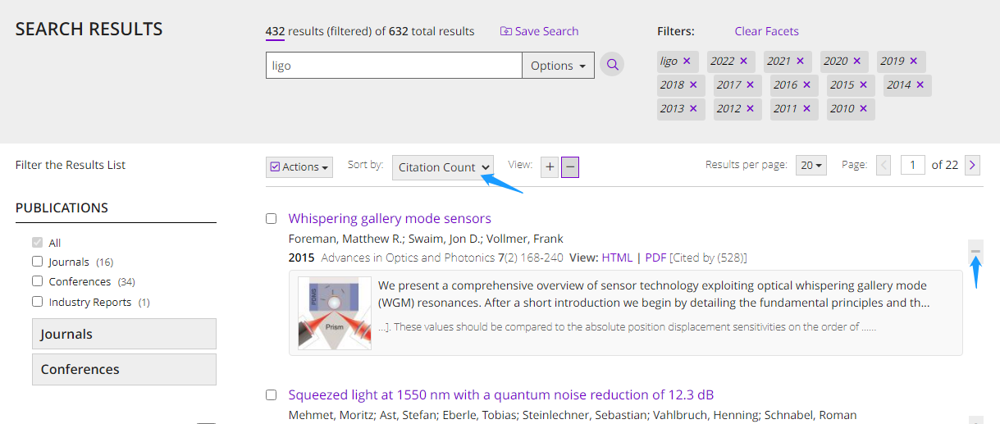 SEARCH RESULTS
432 results (filtered) of 632 total results
Save Search
ligo
Options
Filters:
Clear Facets
ligo × 2022 × 2021 × 2020 × 2019 ×
2018 × 2017 × 2016 × 2015 × 2014 ×
2013 × 2012 × 2011 × 2010 ×
Filter the Results List
PUBLICATIONS
All
Journals (16)
Conferences (34)
Industry Reports (1)
Journals
Conferences
Actions
Sort by: Citation Count
View: + −
Results per page: 20
Page: < 1 of 22 >
Whispering gallery mode sensors
Foreman, Matthew R.; Swaim, Jon D.; Vollmer, Frank
2015 Advances in Optics and Photonics 7(2) 168-240 View: HTML | PDF [Cited by (528)]
PDMS
Prism
We present a comprehensive overview of sensor technology exploiting optical whispering gallery mode
(WGM) resonances. After a short introduction we begin by detailing the fundamental principles and th...
...]. These values should be compared to the absolute position displacement sensitivities on the order of ......
Squeezed light at 1550 nm with a quantum noise reduction of 12.3 dB
Mehmet, Moritz; Ast, Stefan; Eberle, Tobias; Steinlechner, Sebastian; Vahlbruch, Henning; Schnabel, Roman